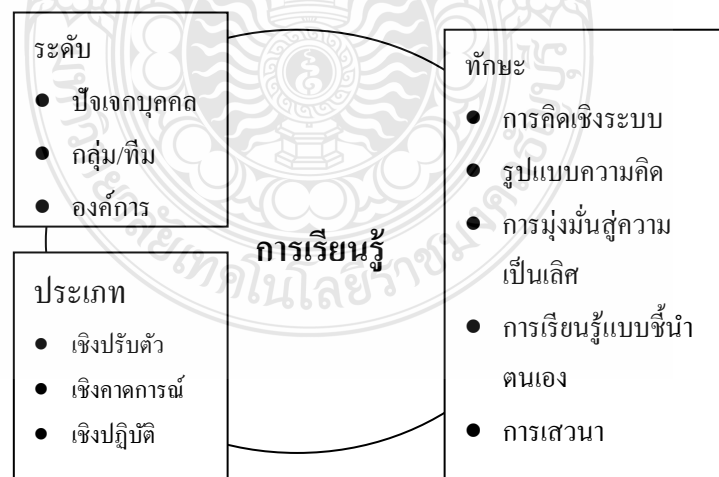 ระดับ
● ปัจเจกบุคคล
● กลุ่ม/ทีม
● องค์การ
ประเภท
● เชิงปรับตัว
● เชิงคาดการณ์
● เชิงปฏิบัติ
การเรียนรู้
ทักษะ
● การคิดเชิงระบบ
● รูปแบบความคิด
● การมุ่งมั่นสู่ความ
เป็นเลิศ
● การเรียนรู้แบบชี้นำ
ตนเอง
● การเสวนา